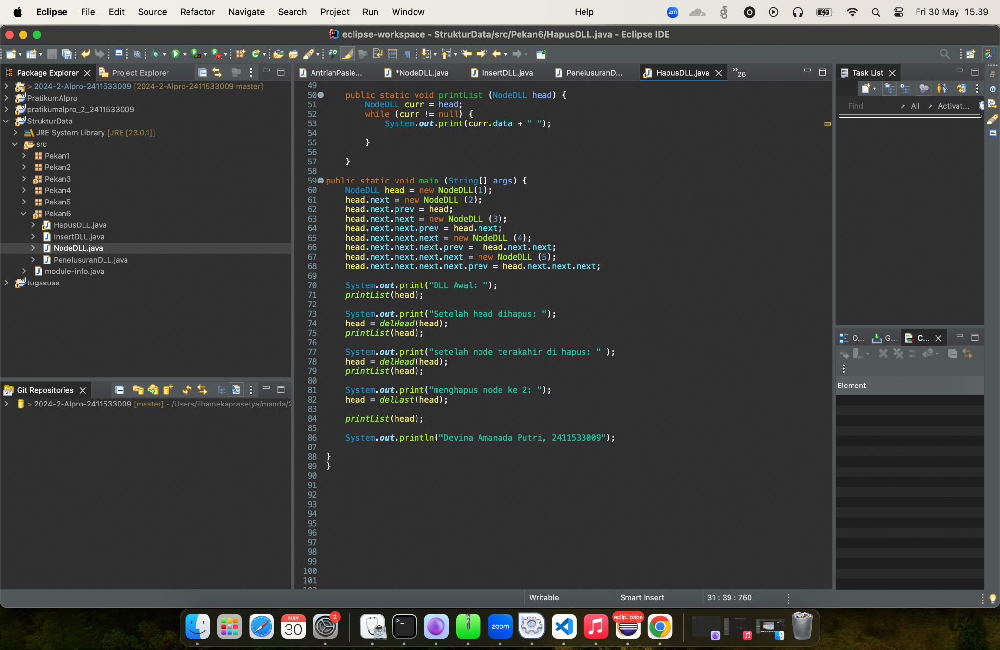 Eclipse File Edit Source Refactor Navigate Search Project Run Window Help zm Fri 30 May 15.39
eclipse-workspace - StrukturData/src/Pekan6/HapusDLL.java - Eclipse IDE
Package Explorer Project Explorer
> 2024-2-Alpro-2411533009 [2024-2-Alpro-2411533009 master]
PratikumAlpro
pratikumalpro_2_2411533009
StrukturData
JRE System Library [JRE [23.0.1]]
src
Pekan1
Pekan2
Pekan3
Pekan4
Pekan5
Pekan6
HapusDLL.java
InsertDLL.java
NodeDLL.java
PenelusuranDLL.java
module-info.java
tugasuas
Git Repositories
GIT
> 2024-2-Alpro-2411533009 [master] - /Users/ilhamekaprasetya/manda/2
AntrianPasie... *NodeDLL.java InsertDLL.java PenelusuranD... HapusDLL.java »26
49
50 public static void printList (NodeDLL head) {
51 NodeDLL curr = head;
52 while (curr != null) {
53 System.out.print(curr.data + " ");
54
55 }
56
57 }
58
59 public static void main (String[] args) {
60 NodeDLL head = new NodeDLL(1);
61 head.next = new NodeDLL (2);
62 head.next.prev = head;
63 head.next.next = new NodeDLL (3);
64 head.next.next.prev = head.next;
65 head.next.next.next = new NodeDLL (4);
66 head.next.next.next.prev =  head.next.next;
67 head.next.next.next.next = new NodeDLL (5);
68 head.next.next.next.next.prev = head.next.next.next;
69
70 System.out.print("DLL Awal: ");
71 printList(head);
72
73 System.out.print("Setelah head dihapus: ");
74 head = delHead(head);
75 printList(head);
76
77 System.out.print("setelah node terakahir di hapus: " );
78 head = delHead(head);
79 printList(head);
80
81 System.out.print("menghapus node ke 2: ");
82 head = delLast(head);
83
84 printList(head);
85
86 System.out.println("Devina Amanada Putri, 2411533009");
87
88 }
89 }
90
91
92
93
94
95
96
97
98
99
100
101
102
Task List
Find All Activat...
O... G... C...
Element
Writable Smart Insert 31 : 39 : 760
MAY
30
2
zoom
eclip...pace